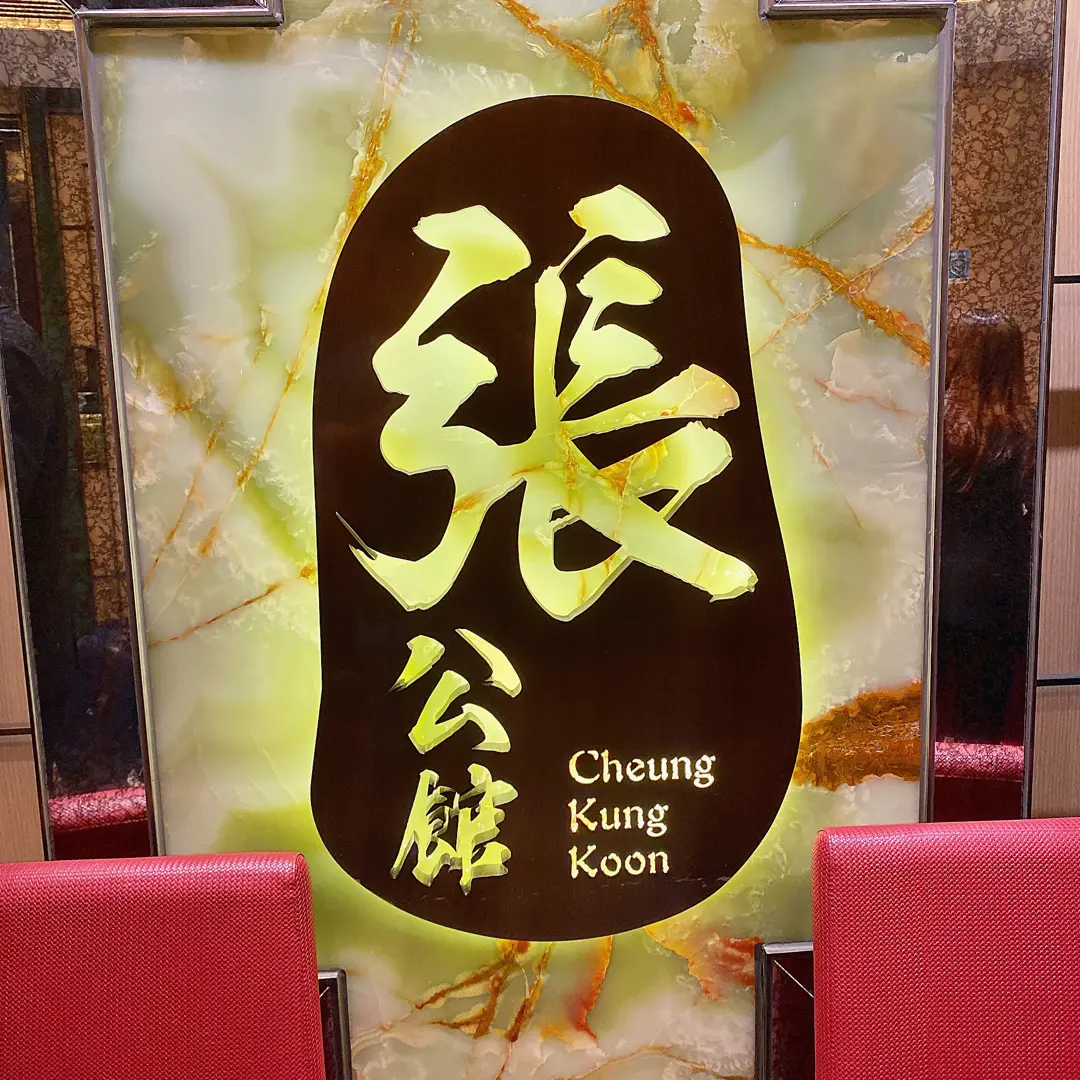 張
公
館
Cheung
Kung
Koon